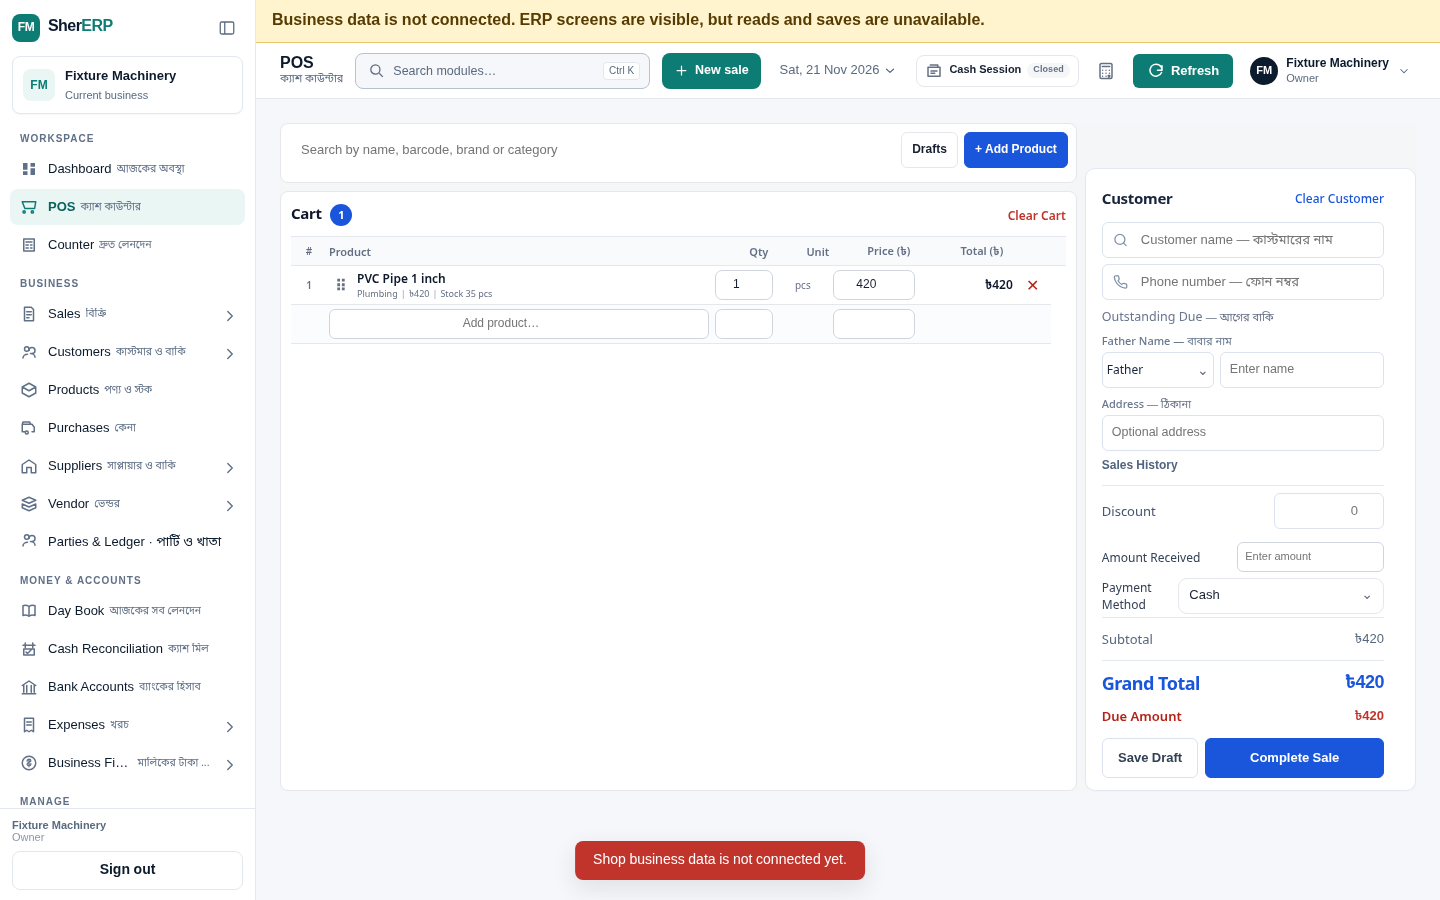 FM SherERP
FM
Fixture Machinery
Current business
WORKSPACE
Dashboard আজকের অবস্থা
POS ক্যাশ কাউন্টার
Counter দ্রুত লেনদেন
BUSINESS
Sales বিক্রি
Customers কাস্টমার ও বাকি
Products পণ্য ও স্টক
Purchases কেনা
Suppliers সাপ্লায়ার ও বাকি
Vendor ভেন্ডর
Parties & Ledger · পার্টি ও খাতা
MONEY & ACCOUNTS
Day Book আজকের সব লেনদেন
Cash Reconciliation ক্যাশ মিল
Bank Accounts ব্যাংকের হিসাব
Expenses খরচ
Business Fi... মালিকের টাকা ...
MANAGE
Fixture Machinery
Owner
Sign out
Business data is not connected. ERP screens are visible, but reads and saves are unavailable.
POS
ক্যাশ কাউন্টার
Search modules…
Ctrl K
+ New sale
Sat, 21 Nov 2026
Cash Session Closed
Refresh
FM
Fixture Machinery
Owner
Search by name, barcode, brand or category
Drafts
+ Add Product
Cart 1
Clear Cart
# Product Qty Unit Price (৳) Total (৳)
1 PVC Pipe 1 inch 1 pcs 420 ৳420 ✕
Plumbing | ৳420 | Stock 35 pcs
Add product…
Customer
Clear Customer
Customer name — কাস্টমারের নাম
Phone number — ফোন নম্বর
Outstanding Due — আগের বাকি
Father Name — বাবার নাম
Father
Enter name
Address — ঠিকানা
Optional address
Sales History
Discount 0
Amount Received Enter amount
Payment Method Cash
Subtotal ৳420
Grand Total ৳420
Due Amount ৳420
Save Draft
Complete Sale
Shop business data is not connected yet.